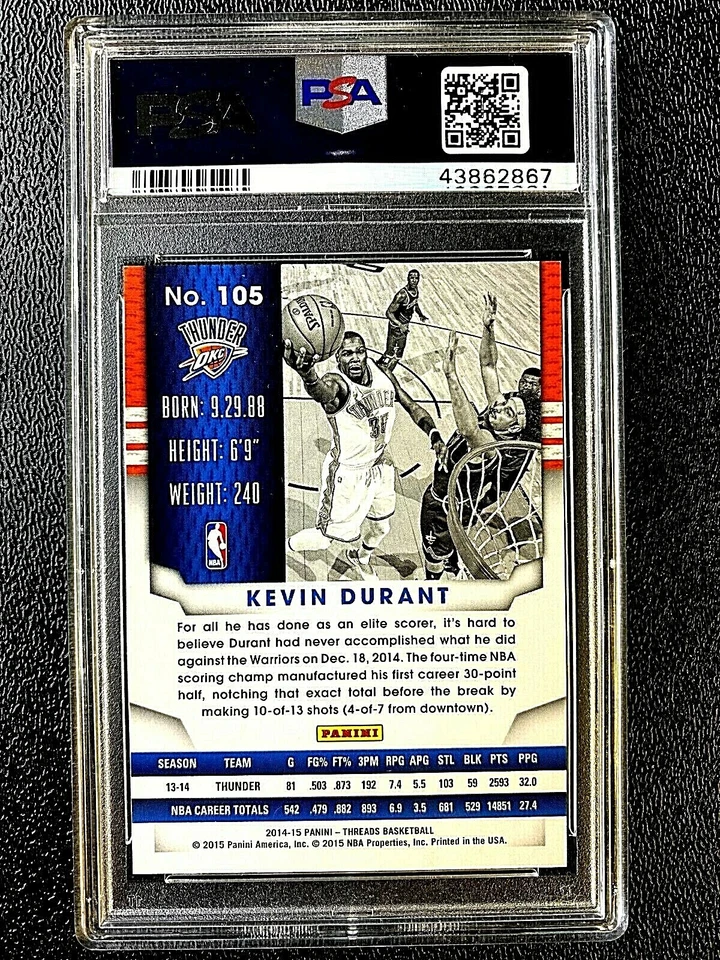 PSA
PSA
43862867
No. 105
THUNDER
OKC
BORN: 9.29.88
HEIGHT: 6'9"
WEIGHT: 240
NBA
SPALDING
THUNDER
35
KEVIN DURANT
For all he has done as an elite scorer, it's hard to
believe Durant had never accomplished what he did
against the Warriors on Dec. 18, 2014. The four-time NBA
scoring champ manufactured his first career 30-point
half, notching that exact total before the break by
making 10-of-13 shots (4-of-7 from downtown).
PANINI
SEASON TEAM G FG% FT% 3PM RPG APG STL BLK PTS PPG
13-14 THUNDER 81 .503 .873 192 7.4 5.5 103 59 2593 32.0
NBA CAREER TOTALS 542 .479 .882 893 6.9 3.5 681 529 14851 27.4
2014-15 PANINI – THREADS BASKETBALL
© 2015 Panini America, Inc. © 2015 NBA Properties, Inc. Printed in the USA.